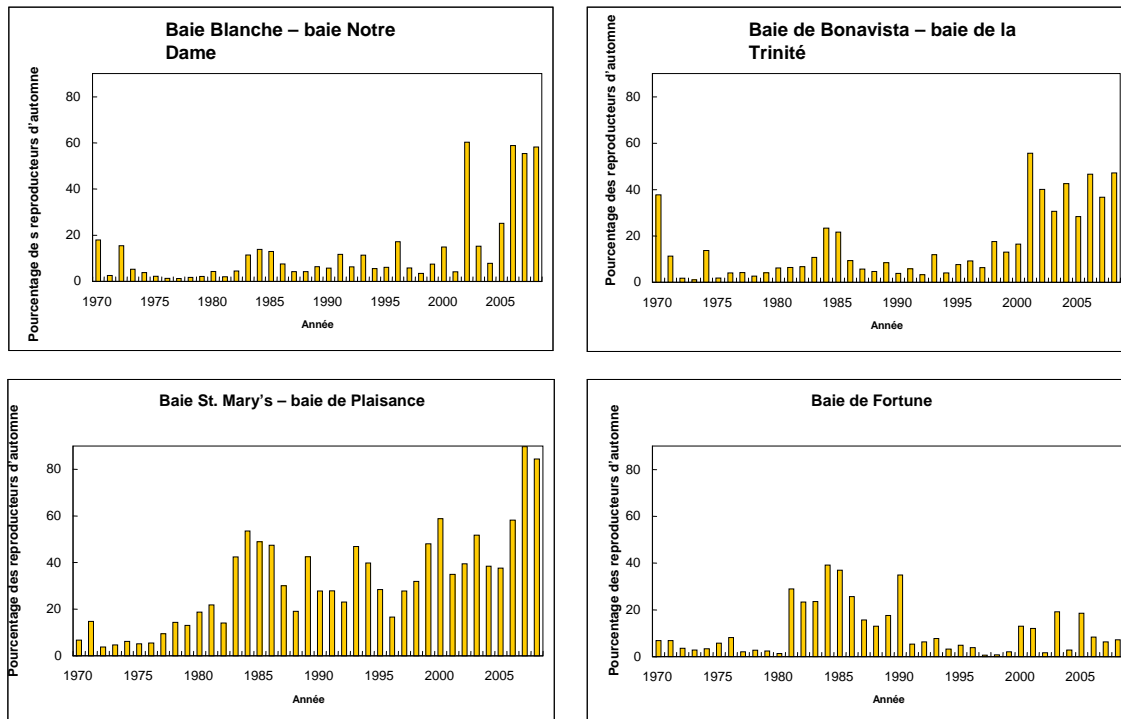 Baie Blanche – baie Notre
Dame
Pourcentage de s reproducteurs d'automne
80
60
40
20
0
1970 1975 1980 1985 1990 1995 2000 2005
Année
Baie de Bonavista – baie de la
Trinité
Pourcentage des reproducteurs d'automne
80
60
40
20
0
1970 1975 1980 1985 1990 1995 2000 2005
Année
Baie St. Mary's – baie de Plaisance
Pourcentage des reproducteurs d'automne
80
60
40
20
0
1970 1975 1980 1985 1990 1995 2000 2005
Année
Baie de Fortune
Pourcentage des reproducteurs d'automne
80
60
40
20
0
1970 1975 1980 1985 1990 1995 2000 2005
Année